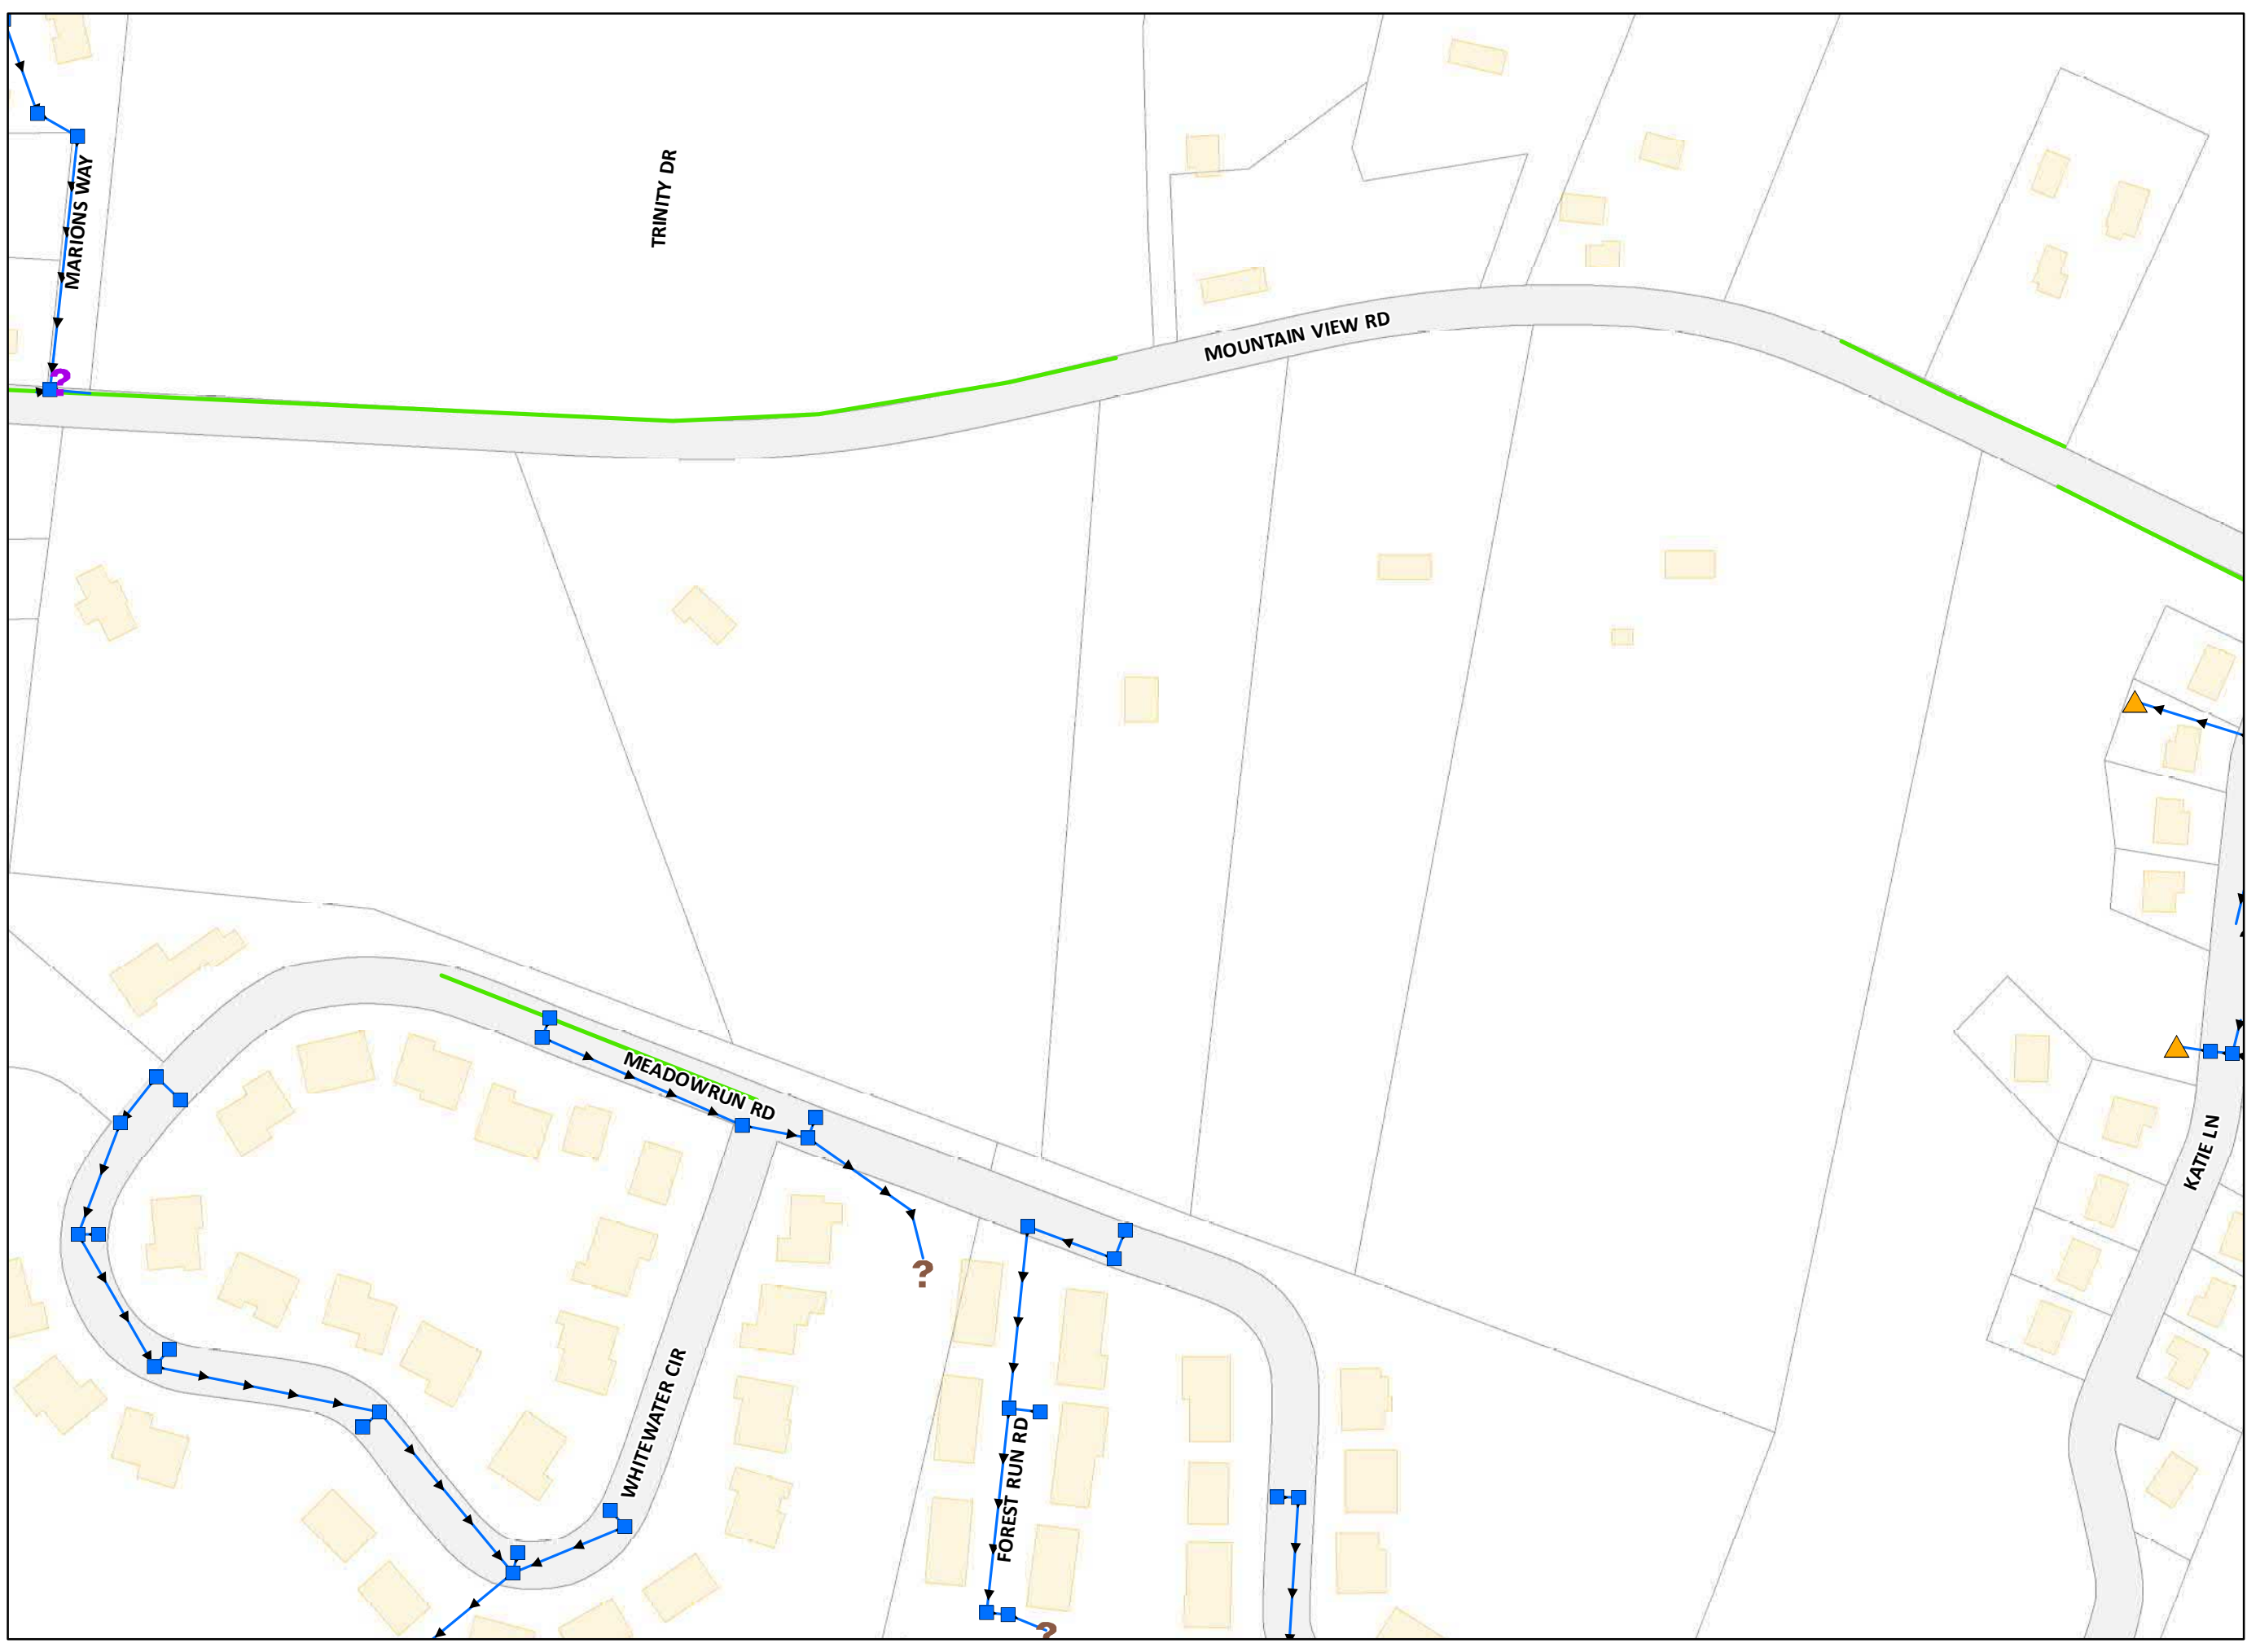 MARIONS WAY
TRINITY DR
?
MOUNTAIN VIEW RD
MEADOWRUN RD
KATIE LN
?
WHITEWATER CIR
FOREST RUN RD
?